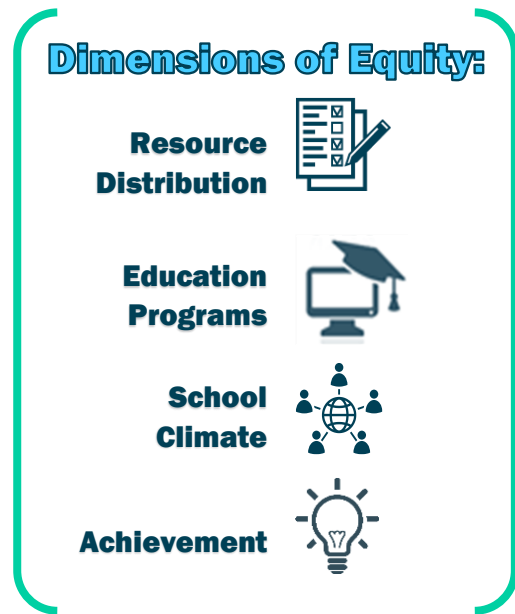 Dimensions of Equity:
Resource
Distribution
Education
Programs
School
Climate
Achievement